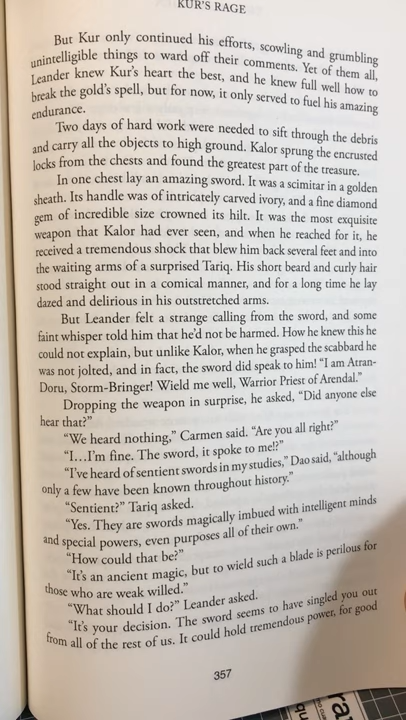 KUR'S RAGE
But Kur only continued his efforts, scowling and grumbling
unintelligible things to ward off their comments. Yet of them all,
Leander knew Kur's heart the best, and he knew full well how to
break the gold's spell, but for now, it only served to fuel his amazing
endurance.
Two days of hard work were needed to sift through the debris
and carry all the objects to high ground. Kalor sprung the encrusted
locks from the chests and found the greatest part of the treasure.
In one chest lay an amazing sword. It was a scimitar in a golden
sheath. Its handle was of intricately carved ivory, and a fine diamond
gem of incredible size crowned its hilt. It was the most exquisite
weapon that Kalor had ever seen, and when he reached for it, he
received a tremendous shock that blew him back several feet and into
the waiting arms of a surprised Tariq. His short beard and curly hair
stood straight out in a comical manner, and for a long time he lay
dazed and delirious in his outstretched arms.
But Leander felt a strange calling from the sword, and some
faint whisper told him that he'd not be harmed. How he knew this he
could not explain, but unlike Kalor, when he grasped the scabbard he
was not jolted, and in fact, the sword did speak to him! "I am Atran-
Doru, Storm-Bringer! Wield me well, Warrior Priest of Arendal."
Dropping the weapon in surprise, he asked, "Did anyone else
hear that?"
"We heard nothing," Carmen said. "Are you all right?"
"I…I'm fine. The sword, it spoke to me!?"
"I've heard of sentient swords in my studies," Dao said, "although
only a few have been known throughout history."
"Sentient?" Tariq asked.
"Yes. They are swords magically imbued with intelligent minds
and special powers, even purposes all of their own."
"How could that be?"
"It's an ancient magic, but to wield such a blade is perilous for
those who are weak willed."
"What should I do?" Leander asked.
"It's your decision. The sword seems to have singled you out
from all of the rest of us. It could hold tremendous power, for good
357